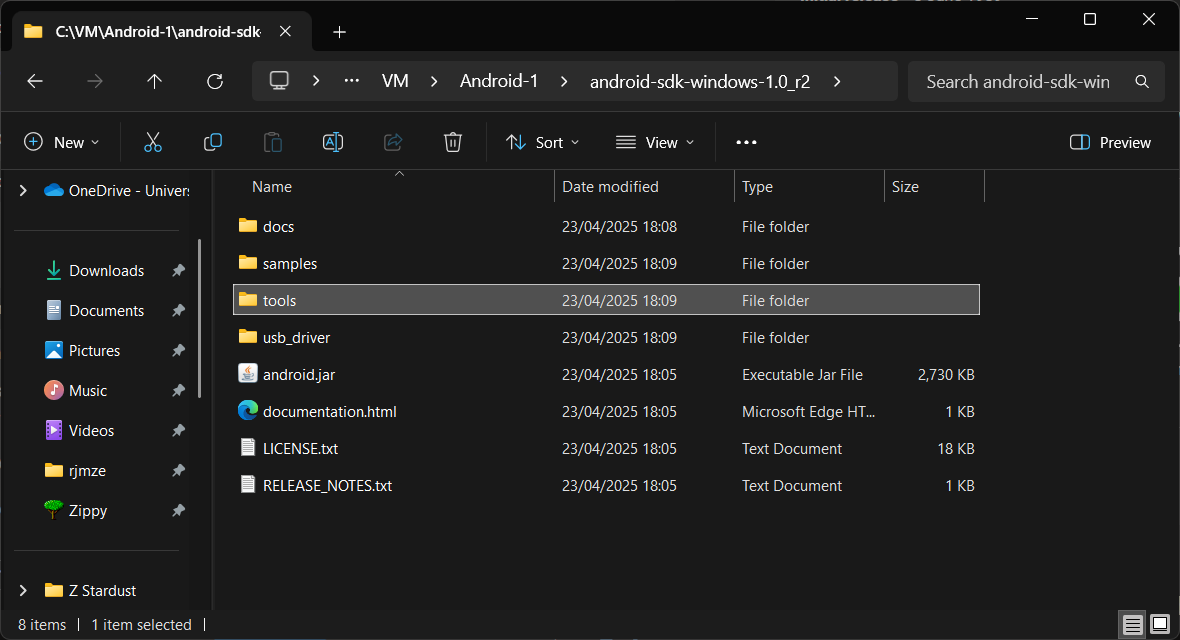 C:\VM\Android-1\android-sdk-
VM
Android-1
android-sdk-windows-1.0_r2
Search android-sdk-win
New
Sort
View
Preview
OneDrive - Univers
Downloads
Documents
Pictures
Music
Videos
rjmze
Zippy
Z Stardust
Name Date modified Type Size
docs 23/04/2025 18:08 File folder
samples 23/04/2025 18:09 File folder
tools 23/04/2025 18:09 File folder
usb_driver 23/04/2025 18:09 File folder
android.jar 23/04/2025 18:05 Executable Jar File 2,730 KB
documentation.html 23/04/2025 18:05 Microsoft Edge HT... 1 KB
LICENSE.txt 23/04/2025 18:05 Text Document 18 KB
RELEASE_NOTES.txt 23/04/2025 18:05 Text Document 1 KB
8 items | 1 item selected |